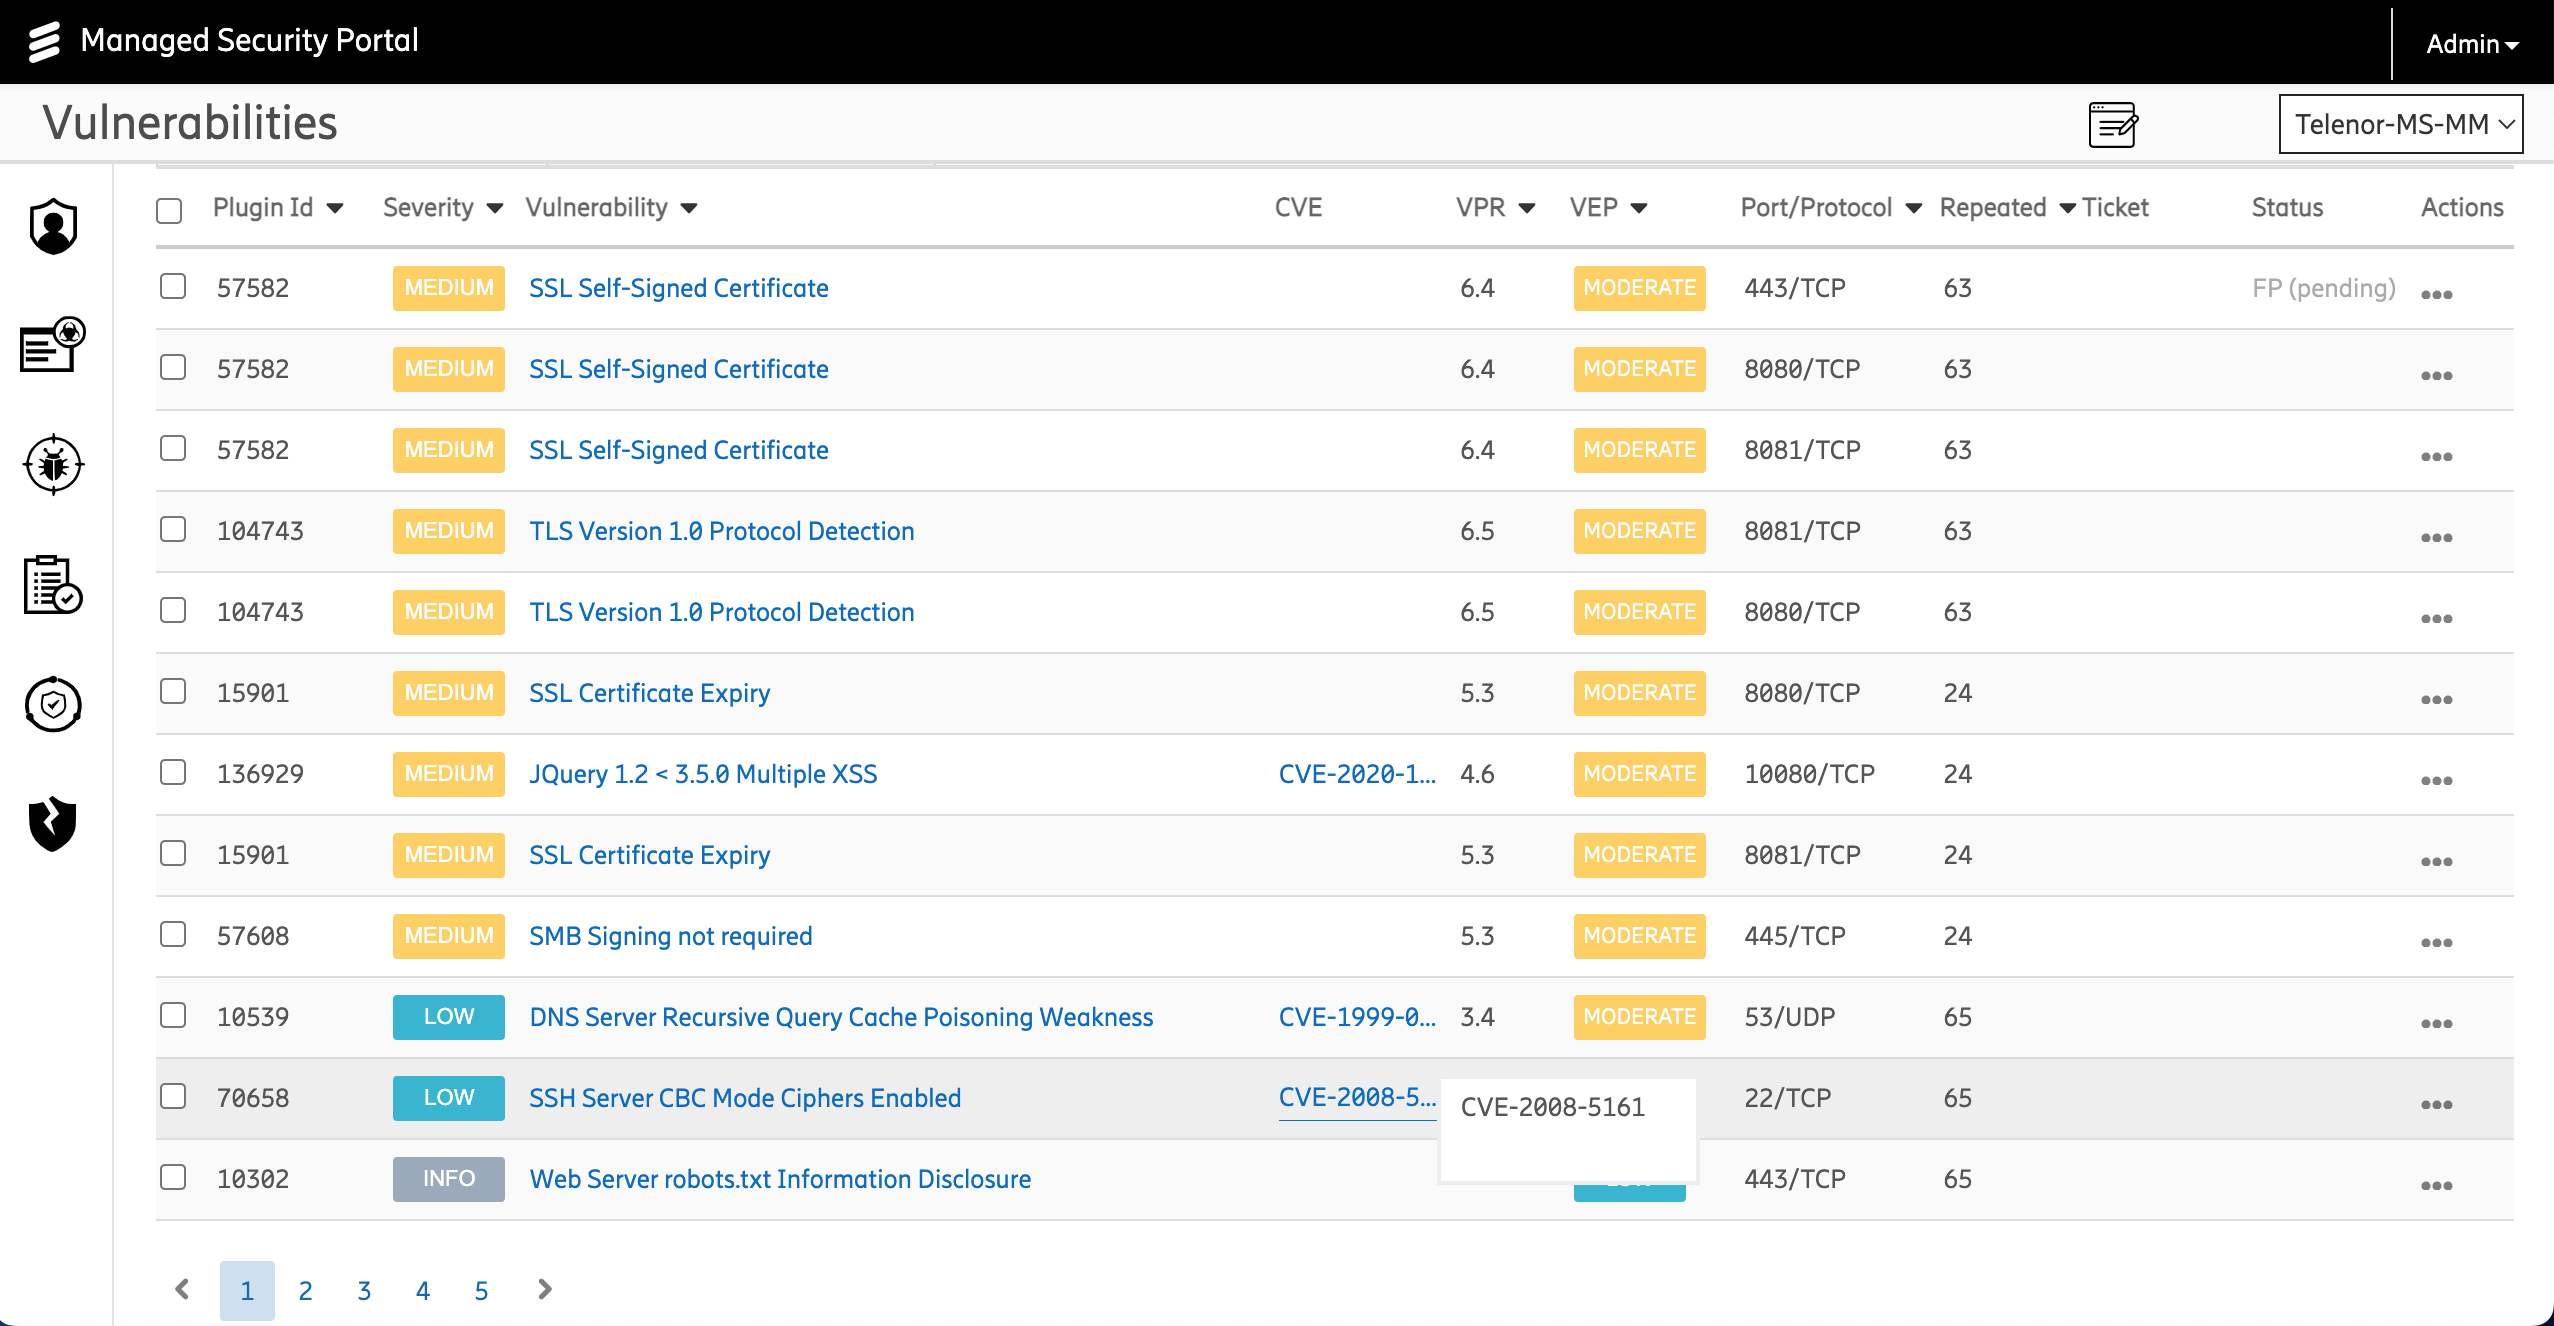 Managed Security Portal
Admin
Vulnerabilities
Telenor-MS-MM
Plugin Id Severity Vulnerability CVE VPR VEP Port/Protocol Repeated Ticket Status Actions
57582 MEDIUM SSL Self-Signed Certificate 6.4 MODERATE 443/TCP 63 FP (pending)
57582 MEDIUM SSL Self-Signed Certificate 6.4 MODERATE 8080/TCP 63
57582 MEDIUM SSL Self-Signed Certificate 6.4 MODERATE 8081/TCP 63
104743 MEDIUM TLS Version 1.0 Protocol Detection 6.5 MODERATE 8081/TCP 63
104743 MEDIUM TLS Version 1.0 Protocol Detection 6.5 MODERATE 8080/TCP 63
15901 MEDIUM SSL Certificate Expiry 5.3 MODERATE 8080/TCP 24
136929 MEDIUM JQuery 1.2 < 3.5.0 Multiple XSS CVE-2020-1... 4.6 MODERATE 10080/TCP 24
15901 MEDIUM SSL Certificate Expiry 5.3 MODERATE 8081/TCP 24
57608 MEDIUM SMB Signing not required 5.3 MODERATE 445/TCP 24
10539 LOW DNS Server Recursive Query Cache Poisoning Weakness CVE-1999-0... 3.4 MODERATE 53/UDP 65
70658 LOW SSH Server CBC Mode Ciphers Enabled CVE-2008-5... CVE-2008-5161 22/TCP 65
10302 INFO Web Server robots.txt Information Disclosure 443/TCP 65
1 2 3 4 5